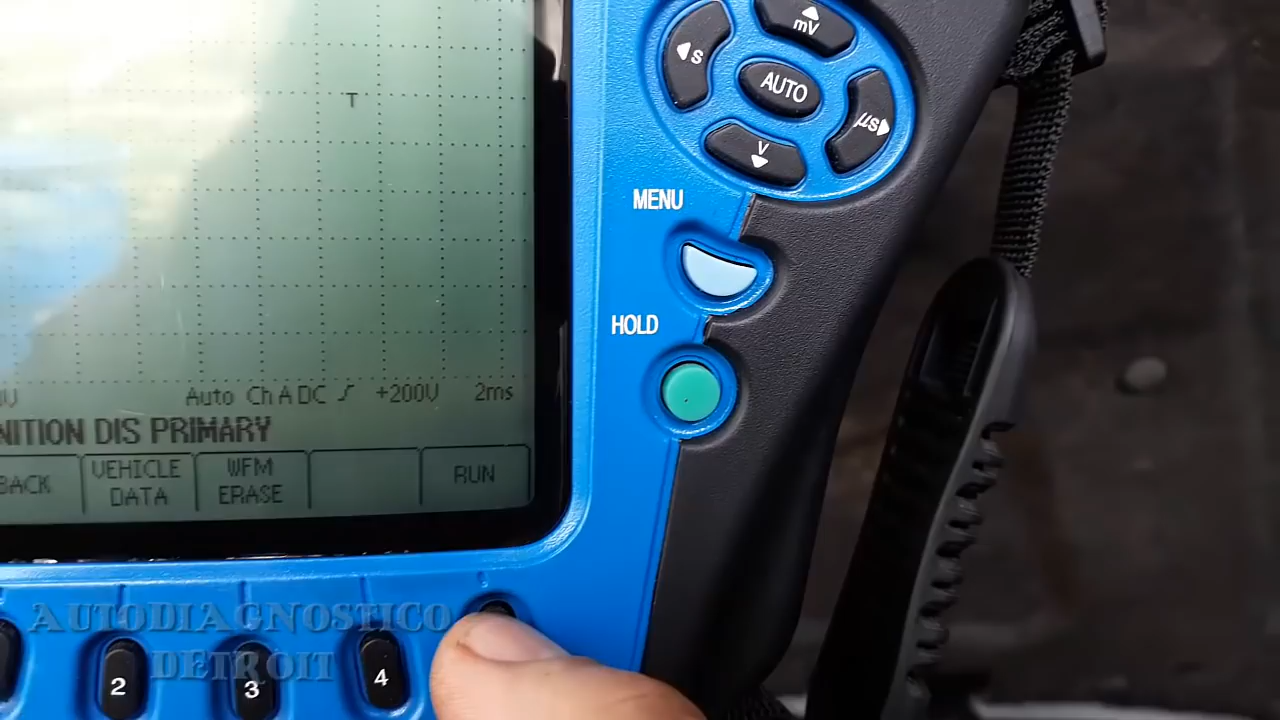 mV
s
AUTO
μs
V
T
MENU
HOLD
V
Auto Ch A DC +200V 2ms
NITION DIS PRIMARY
BACK
VEHICLE DATA
WFM ERASE
RUN
AUTODIAGNOSTICO
DETROIT
2
3
4